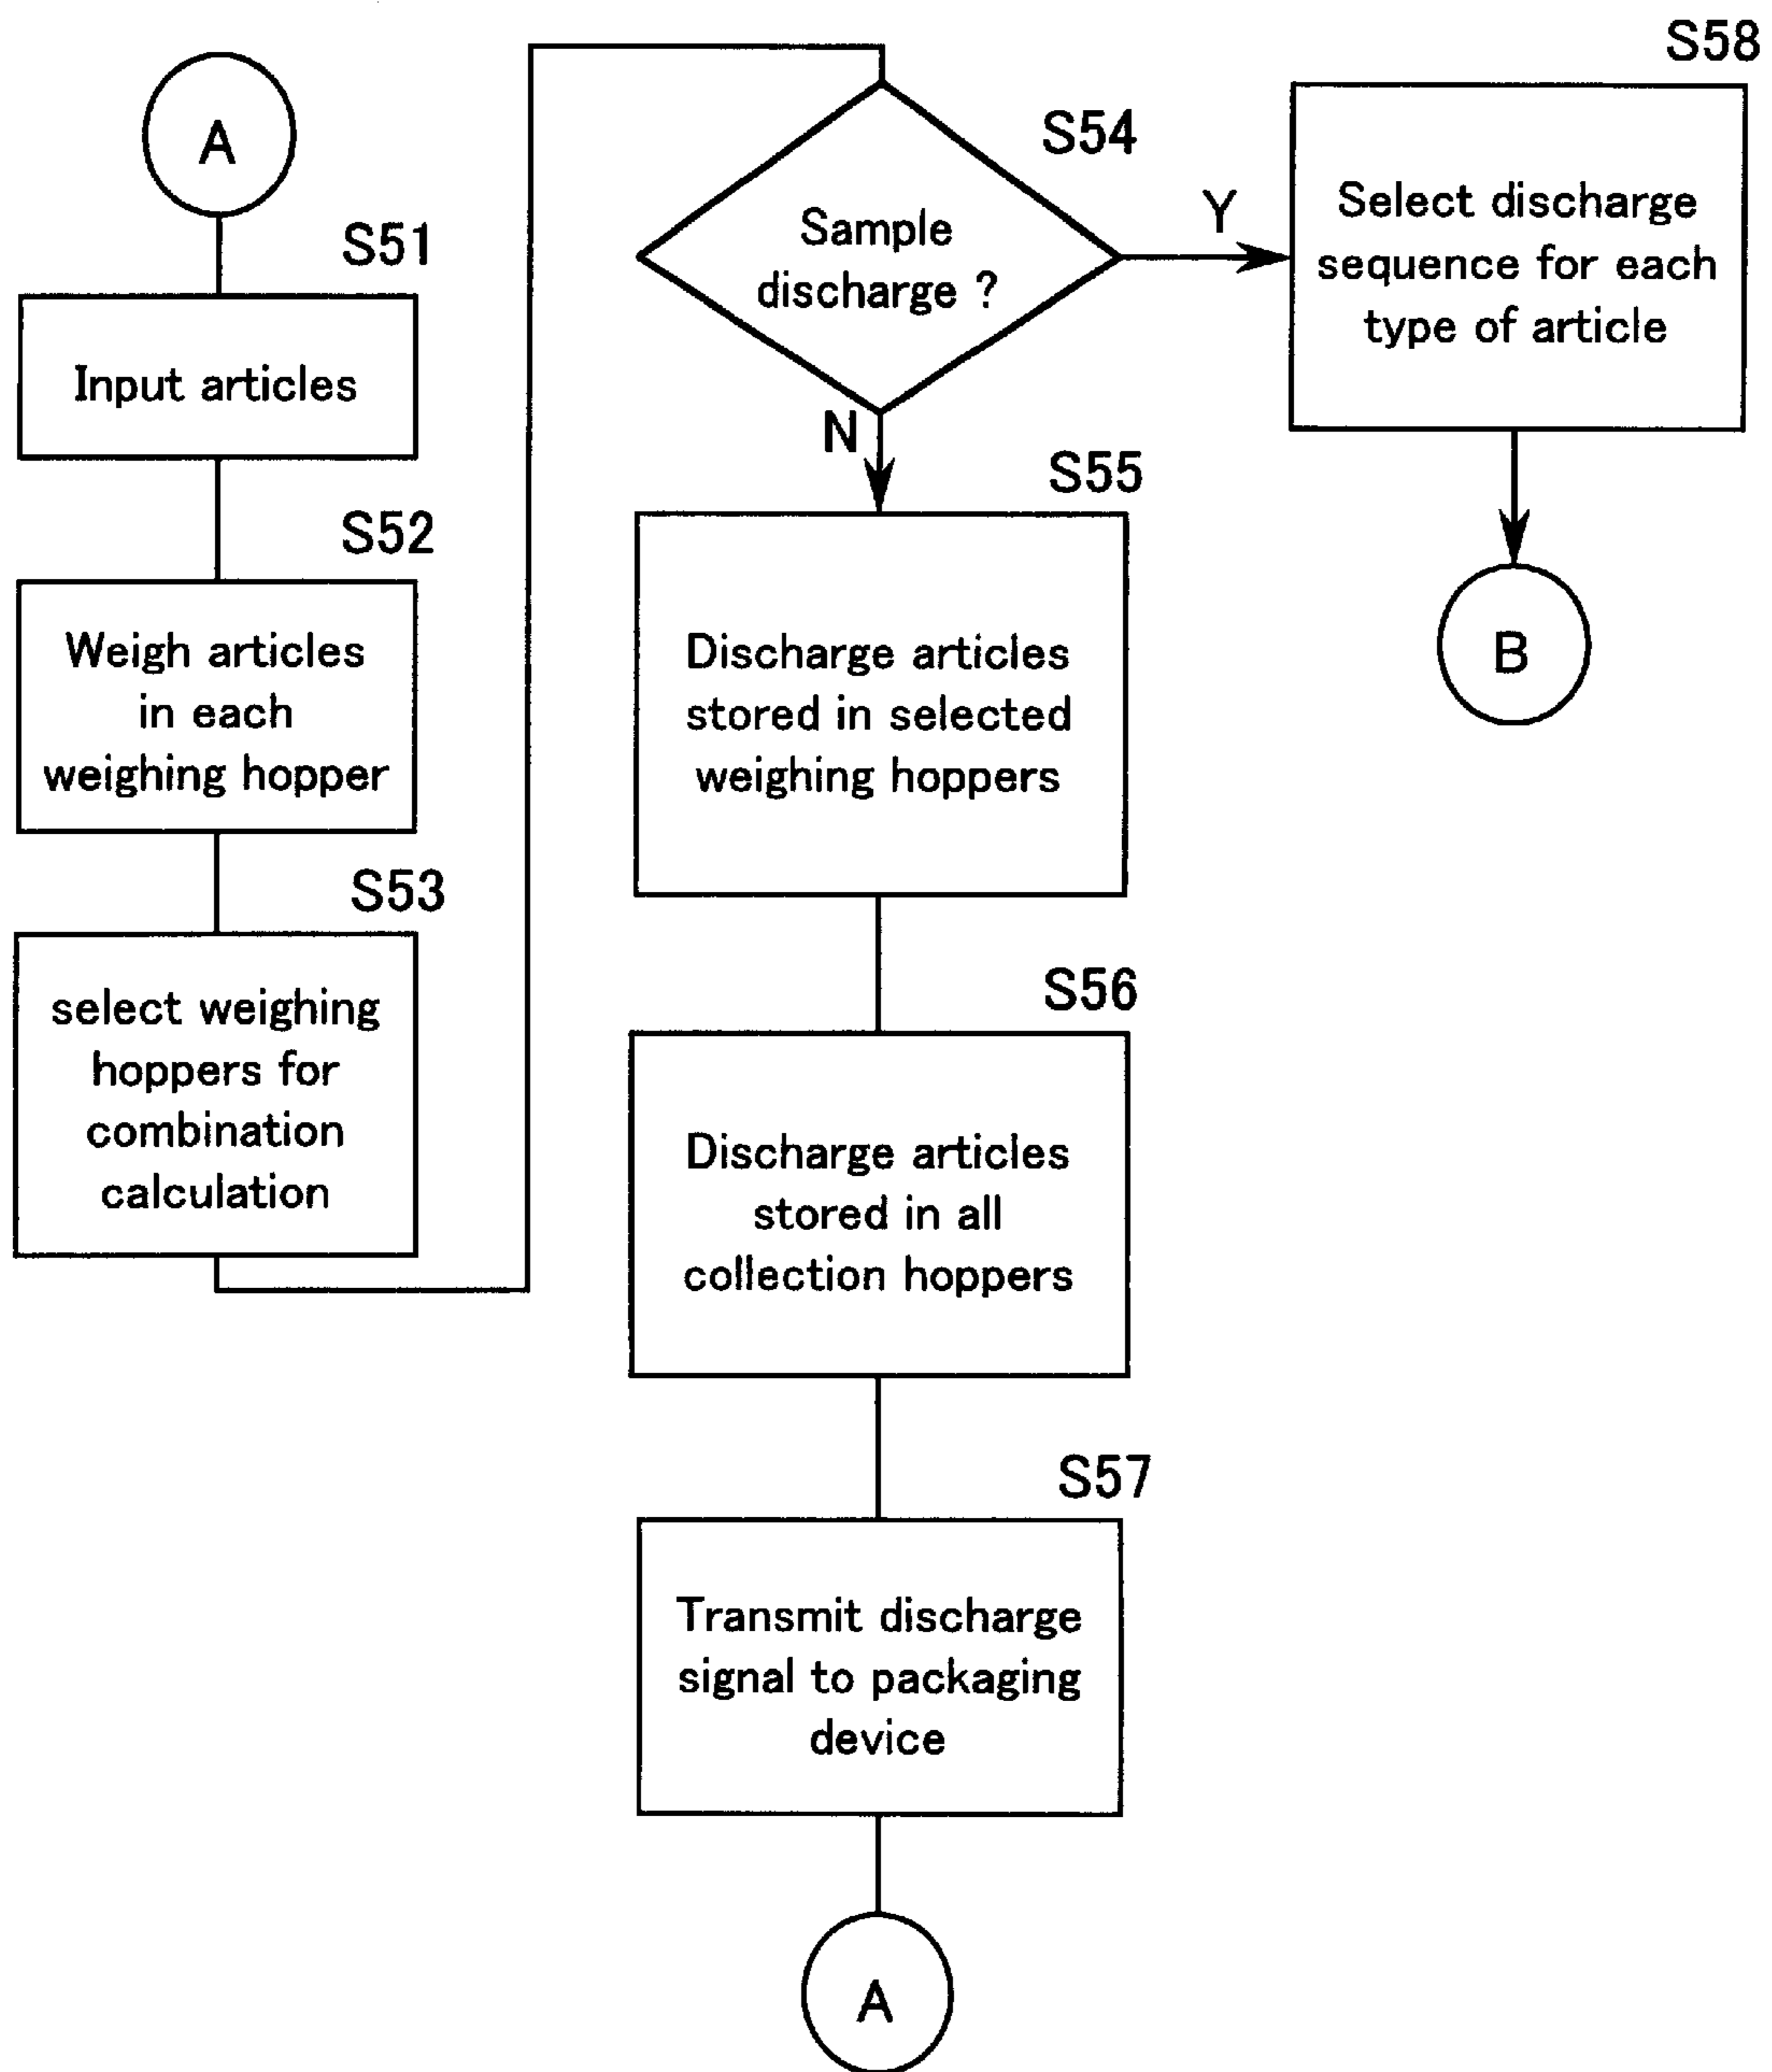 A
S51
Input articles
S52
Weigh articles
in each
weighing hopper
S53
select weighing
hoppers for
combination
calculation
S54
Sample
discharge ?
Y
N
S55
Discharge articles
stored in selected
weighing hoppers
S56
Discharge articles
stored in all
collection hoppers
S57
Transmit discharge
signal to packaging
device
A
S58
Select discharge
sequence for each
type of article
B